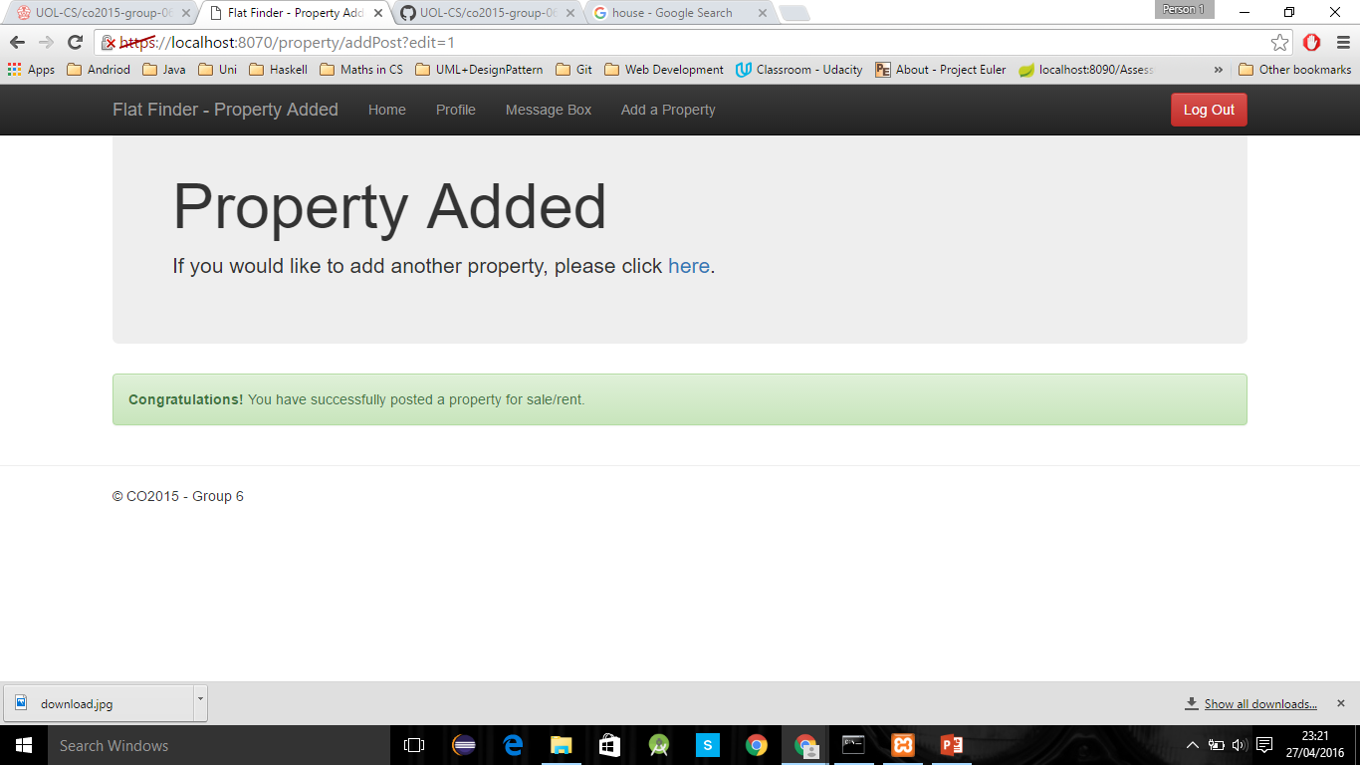 UOL-CS/co2015-group-06
Flat Finder - Property Add
UOL-CS/co2015-group-06
house - Google Search
Person 1
https://localhost:8070/property/addPost?edit=1
Apps
Andriod
Java
Uni
Haskell
Maths in CS
UML+DesignPattern
Git
Web Development
Classroom - Udacity
PE About - Project Euler
localhost:8090/Assess
»
Other bookmarks
Flat Finder - Property Added
Home
Profile
Message Box
Add a Property
Log Out
Property Added
If you would like to add another property, please click here.
Congratulations! You have successfully posted a property for sale/rent.
© CO2015 - Group 6
download.jpg
Show all downloads...
Search Windows
23:21
27/04/2016